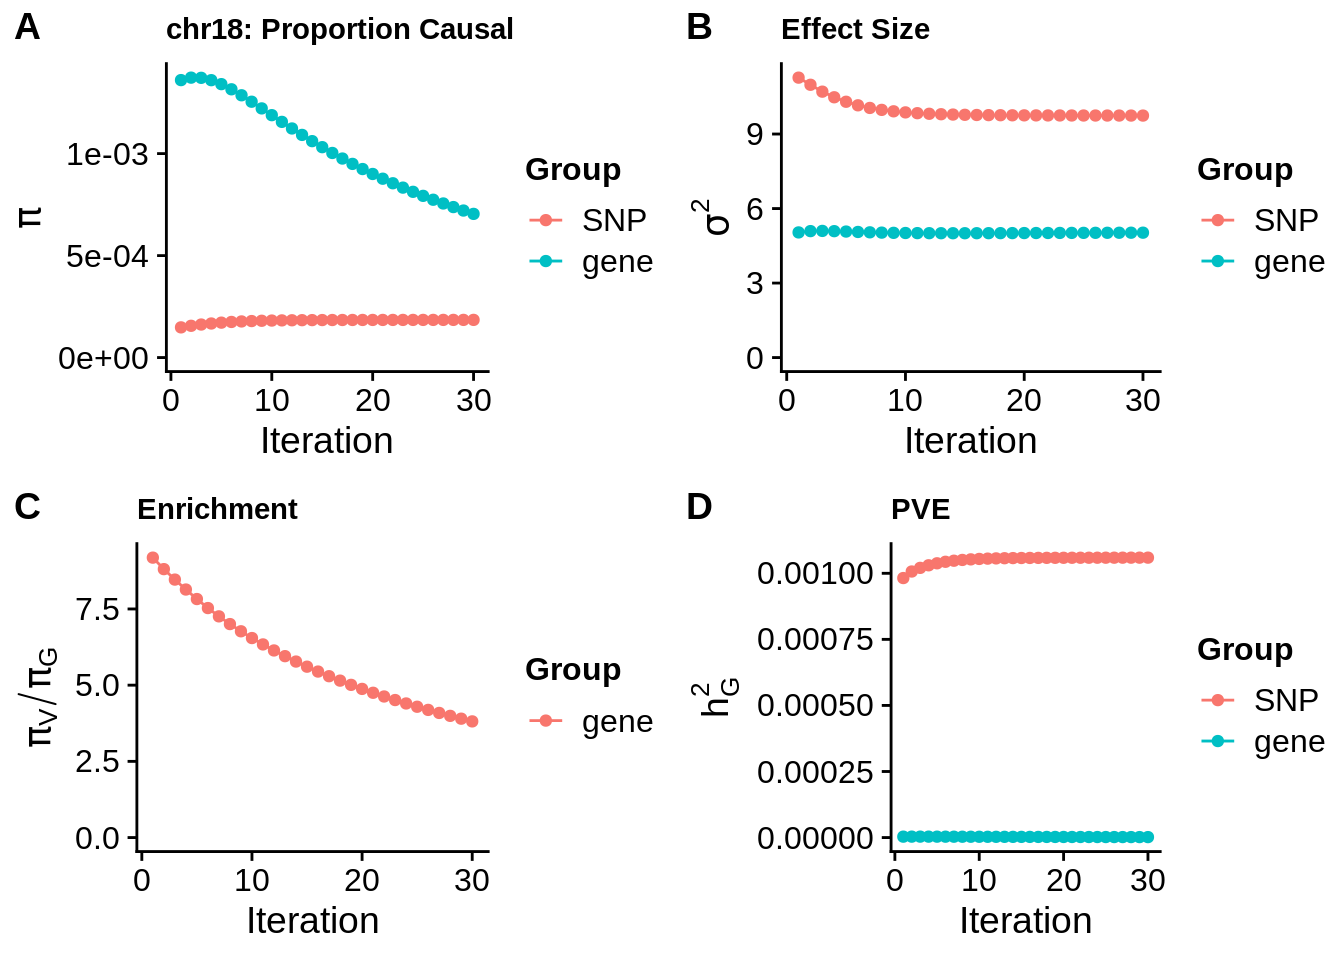 A
chr18: Proportion Causal
π
1e-03
5e-04
0e+00
0 10 20 30
Iteration
Group
SNP
gene
B
Effect Size
σ²
9
6
3
0
0 10 20 30
Iteration
Group
SNP
gene
C
Enrichment
πV/πG
7.5
5.0
2.5
0.0
0 10 20 30
Iteration
Group
gene
D
PVE
h²G
0.00100
0.00075
0.00050
0.00025
0.00000
0 10 20 30
Iteration
Group
SNP
gene